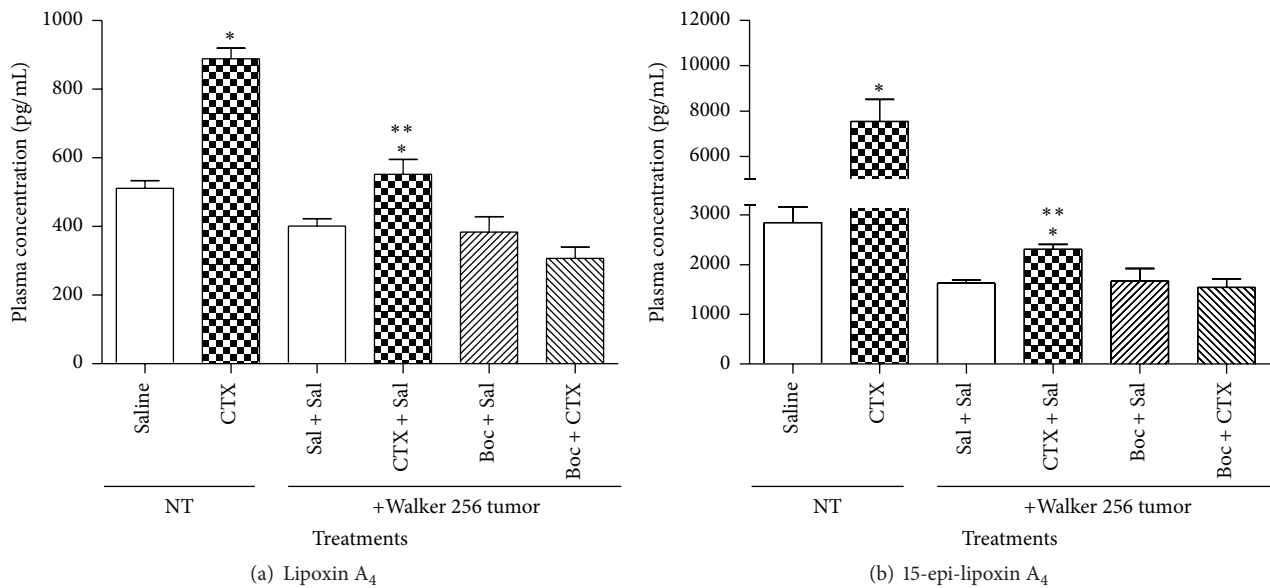 Plasma concentration (pg/mL)
1000
800
600
400
200
0
*
**
*
Saline
CTX
Sal + Sal
CTX + Sal
Boc + Sal
Boc + CTX
NT
+Walker 256 tumor
Treatments
(a) Lipoxin A₄
Plasma concentration (pg/mL)
12000
10000
8000
6000
3000
2000
1000
0
*
**
*
Saline
CTX
Sal + Sal
CTX + Sal
Boc + Sal
Boc + CTX
NT
+Walker 256 tumor
Treatments
(b) 15-epi-lipoxin A₄